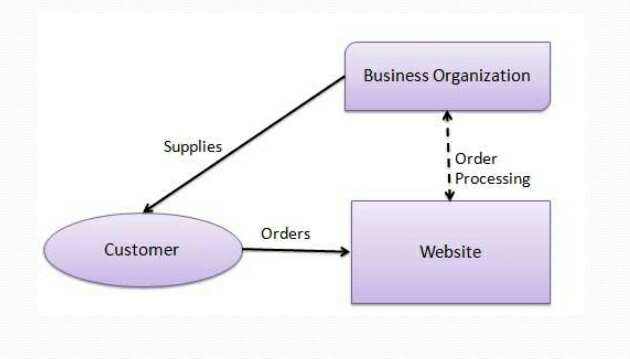 Business Organization
Supplies
Order
Processing
Customer
Orders
Website